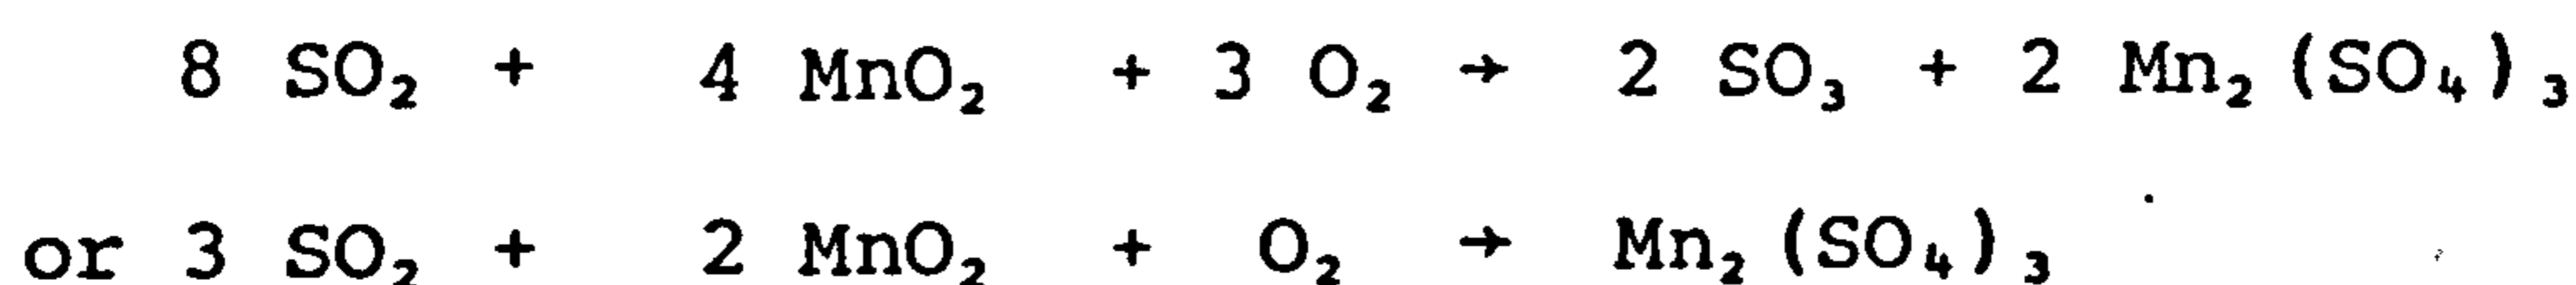 8 SO₂ + 4 MnO₂ + 3 O₂ → 2 SO₃ + 2 Mn₂(SO₄)₃
or 3 SO₂ + 2 MnO₂ + O₂ → Mn₂(SO₄)₃